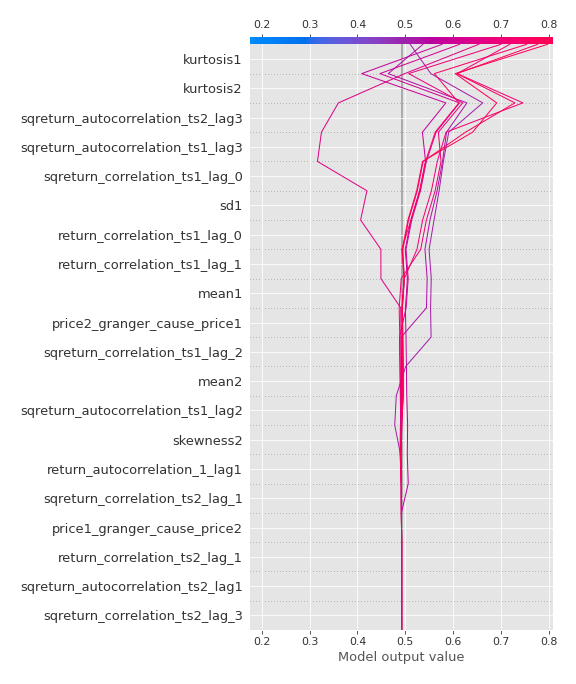 0.2 0.3 0.4 0.5 0.6 0.7 0.8
kurtosis1
kurtosis2
sqreturn_autocorrelation_ts2_lag3
sqreturn_autocorrelation_ts1_lag3
sqreturn_correlation_ts1_lag_0
sd1
return_correlation_ts1_lag_0
return_correlation_ts1_lag_1
mean1
price2_granger_cause_price1
sqreturn_correlation_ts1_lag_2
mean2
sqreturn_autocorrelation_ts1_lag2
skewness2
return_autocorrelation_1_lag1
sqreturn_correlation_ts2_lag_1
price1_granger_cause_price2
return_correlation_ts2_lag_1
sqreturn_autocorrelation_ts2_lag1
sqreturn_correlation_ts2_lag_3
0.2 0.3 0.4 0.5 0.6 0.7 0.8
Model output value